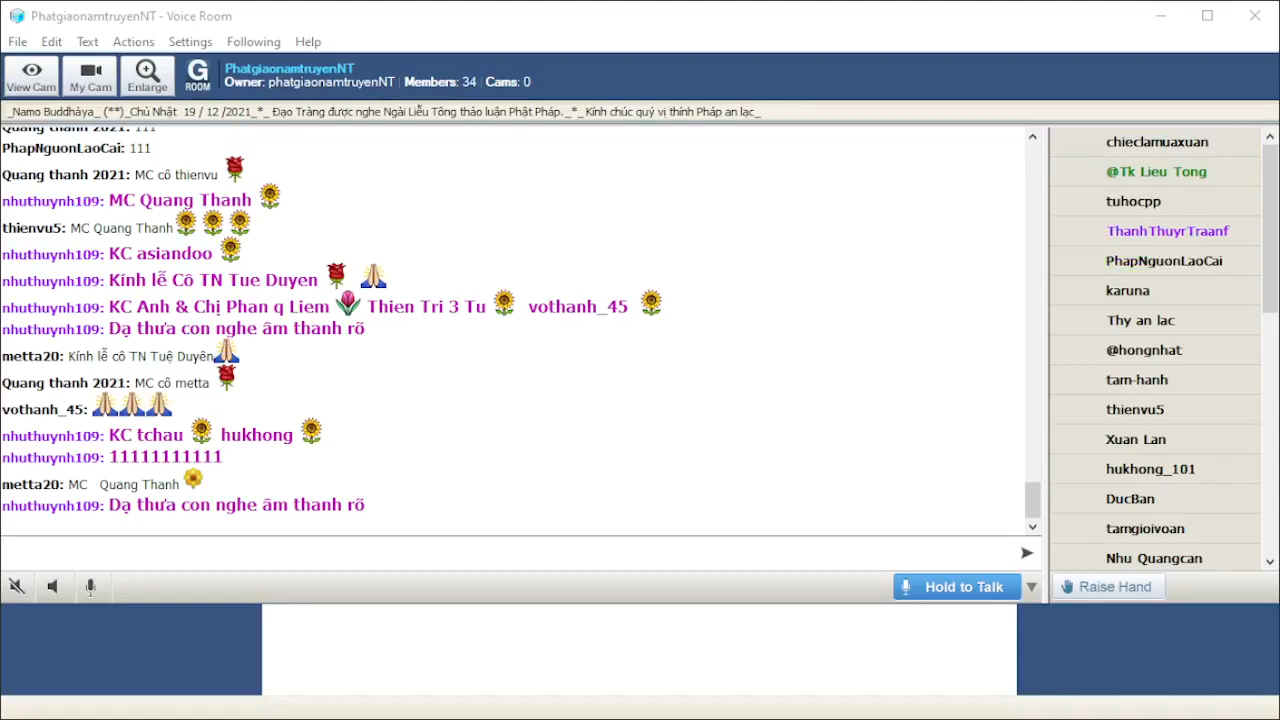 PhatgiaonamtruyenNT - Voice Room
File Edit Text Actions Settings Following Help
View Cam My Cam Enlarge G ROOM
PhatgiaonamtruyenNT
Owner: phatgiaonamtruyenNT | Members: 34 | Cams: 0
_Namo Buddhàya_ (**)_Chủ Nhật 19 / 12 /2021_*_ Đạo Tràng được nghe Ngài Liễu Tông thảo luận Phật Pháp._*_Kính chúc quý vị thính Pháp an lạc_
Quang thanh 2021: 111
PhapNguonLaoCai: 111
Quang thanh 2021: MC cô thienvu
nhuthuynh109: MC Quang Thanh
thienvu5: MC Quang Thanh
nhuthuynh109: KC asiandoo
nhuthuynh109: Kính lễ Cô TN Tue Duyen
nhuthuynh109: KC Anh & Chị Phan q Liem Thien Tri 3 Tu vothanh_45
nhuthuynh109: Dạ thưa con nghe âm thanh rõ
metta20: Kính lễ cô TN Tuệ Duyên
Quang thanh 2021: MC cô metta
vothanh_45:
nhuthuynh109: KC tchau hukhong
nhuthuynh109: 11111111111
metta20: MC Quang Thanh
nhuthuynh109: Dạ thưa con nghe âm thanh rõ
Hold to Talk
chieclamuaxuan
@Tk Lieu Tong
tuhocpp
ThanhThuyrTraanf
PhapNguonLaoCai
karuna
Thy an lac
@hongnhat
tam-hanh
thienvu5
Xuan Lan
hukhong_101
DucBan
tamgioivoan
Nhu Quangcan
Raise Hand